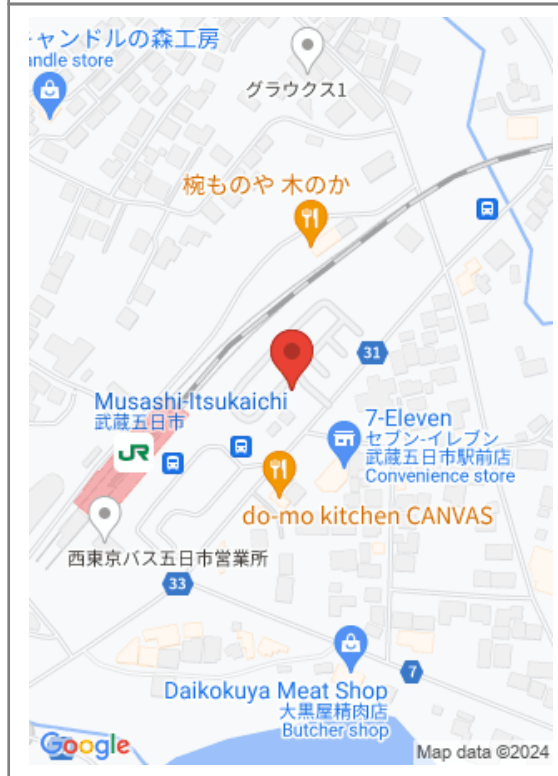 ャンドルの森工房
andle store
グラウクス1
椀ものや 木のか
31
Musashi-Itsukaichi
武蔵五日市
JR
7-Eleven
セブン-イレブン
武蔵五日市駅前店
Convenience store
do-mo kitchen CANVAS
西東京バス五日市営業所
33
7
Daikokuya Meat Shop
大黒屋精肉店
Butcher shop
Google
Map data ©2024